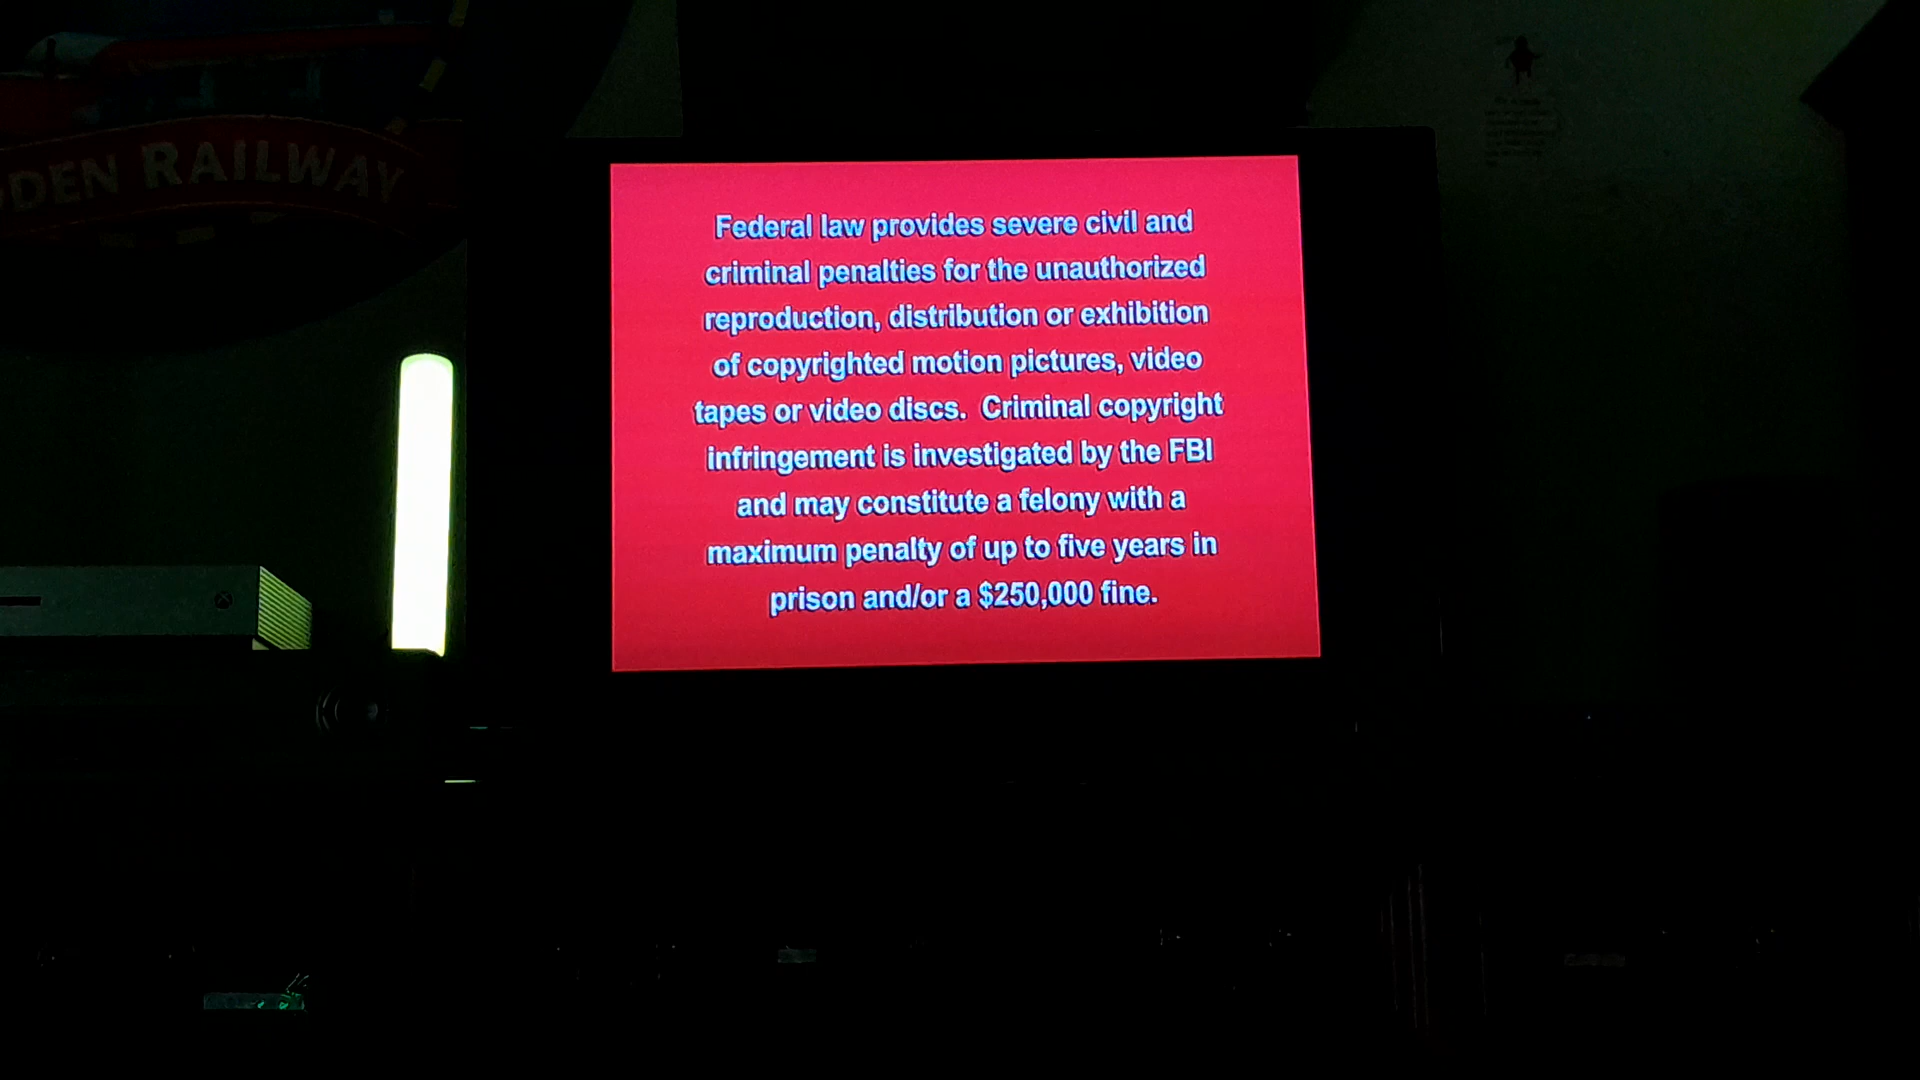 DEN RAILWAY
Federal law provides severe civil and
criminal penalties for the unauthorized
reproduction, distribution or exhibition
of copyrighted motion pictures, video
tapes or video discs.  Criminal copyright
infringement is investigated by the FBI
and may constitute a felony with a
maximum penalty of up to five years in
prison and/or a $250,000 fine.